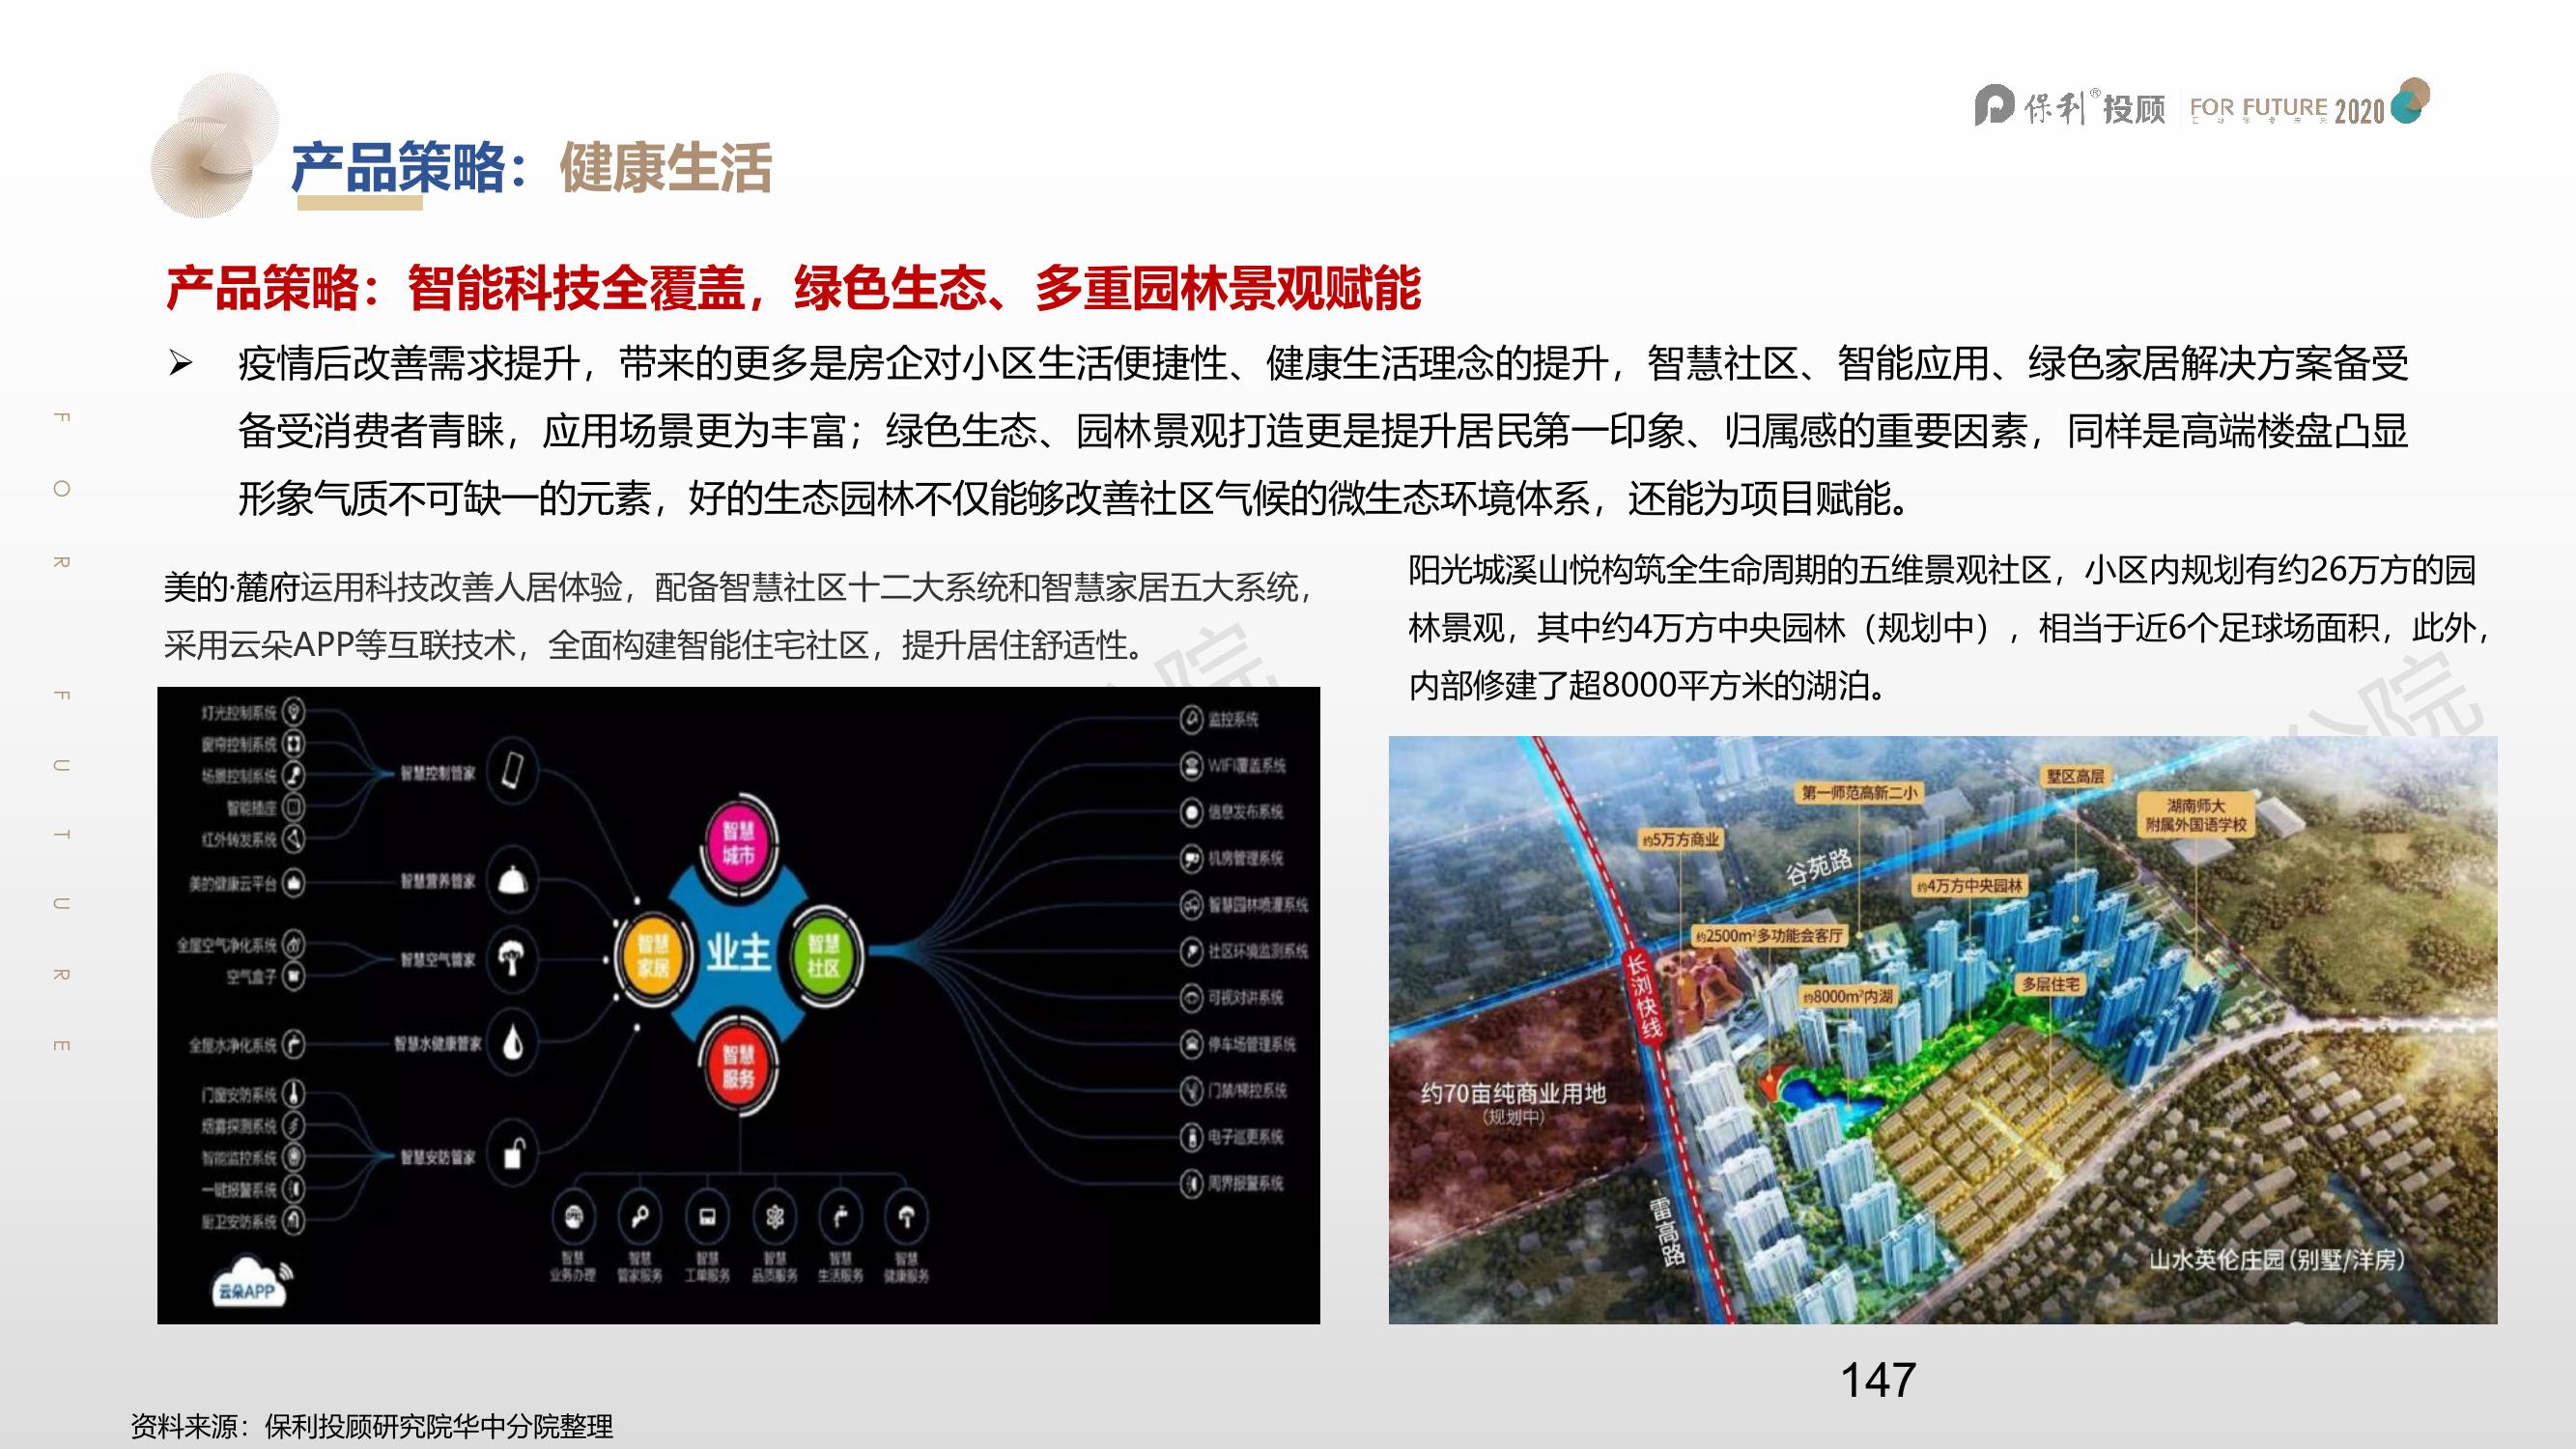 保利®投顾 FOR FUTURE 2020
产品策略：健康生活
产品策略：智能科技全覆盖，绿色生态、多重园林景观赋能
疫情后改善需求提升，带来的更多是房企对小区生活便捷性、健康生活理念的提升，智慧社区、智能应用、绿色家居解决方案备受
备受消费者青睐，应用场景更为丰富；绿色生态、园林景观打造更是提升居民第一印象、归属感的重要因素，同样是高端楼盘凸显
形象气质不可缺一的元素，好的生态园林不仅能够改善社区气候的微生态环境体系，还能为项目赋能。
FOR FUTURE
美的·麓府运用科技改善人居体验，配备智慧社区十二大系统和智慧家居五大系统，
采用云朵APP等互联技术，全面构建智能住宅社区，提升居住舒适性。
灯光控制系统
窗帘控制系统
场景控制系统
智能插座
红外转发系统
美的健康云平台
全屋空气净化系统
空气盒子
全屋水净化系统
门窗安防系统
烟雾探测系统
智能监控系统
一键报警系统
厨卫安防系统
智慧控制管家
智慧营养管家
智慧空气管家
智慧水健康管家
智慧安防管家
智慧
城市
智慧
家居
业主
智慧
社区
智慧
服务
监控系统
WIFI覆盖系统
信息发布系统
机房管理系统
智慧园林喷灌系统
社区环境监测系统
可视对讲系统
停车场管理系统
门禁/梯控系统
电子巡更系统
周界报警系统
智慧
业务办理
智慧
管家服务
智慧
工单服务
智慧
品质服务
智慧
生活服务
智慧
健康服务
云朵APP
阳光城溪山悦构筑全生命周期的五维景观社区，小区内规划有约26万方的园
林景观，其中约4万方中央园林（规划中），相当于近6个足球场面积，此外，
内部修建了超8000平方米的湖泊。
分院
分院
墅区高层
第一师范高新二小
湖南师大
附属外国语学校
约5万方商业
谷苑路
约4万方中央园林
约2500m²多功能会客厅
长浏快线
多层住宅
约8000m²内湖
约70亩纯商业用地
（规划中）
雷高路
山水英伦庄园（别墅/洋房）
147
资料来源：保利投顾研究院华中分院整理